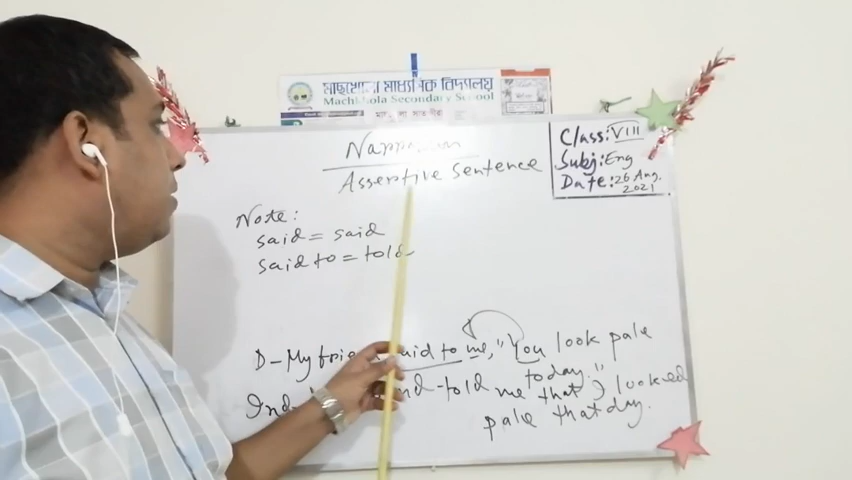 মাছখোলা মাধ্যমিক বিদ্যালয়
Machkhola Secondary School
Class: VIII
Subj: Eng
Date: 26 Aug. 2021
Narration
Assertive Sentence
Note:
said = said
said to = told
D-My friend said to me, "You look pale
today."
Ind- told me that I looked
pale that day.